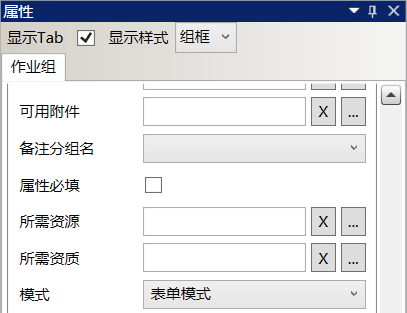 属性
显示Tab 显示样式 组框
作业组
可用附件 X ...
备注分组名
属性必填
所需资源 X ...
所需资质 X ...
模式 表单模式